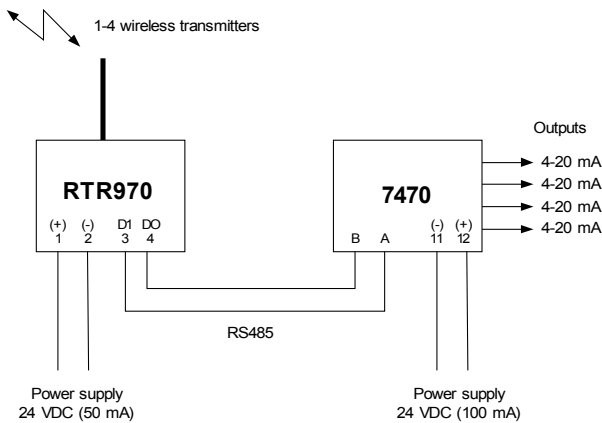 1-4 wireless transmitters
Outputs
RTR970
7470
4-20 mA
4-20 mA
4-20 mA
4-20 mA
(+) (-) D1 DO
1 2 3 4
(-) (+)
B A 11 12
RS485
Power supply
24 VDC (50 mA)
Power supply
24 VDC (100 mA)